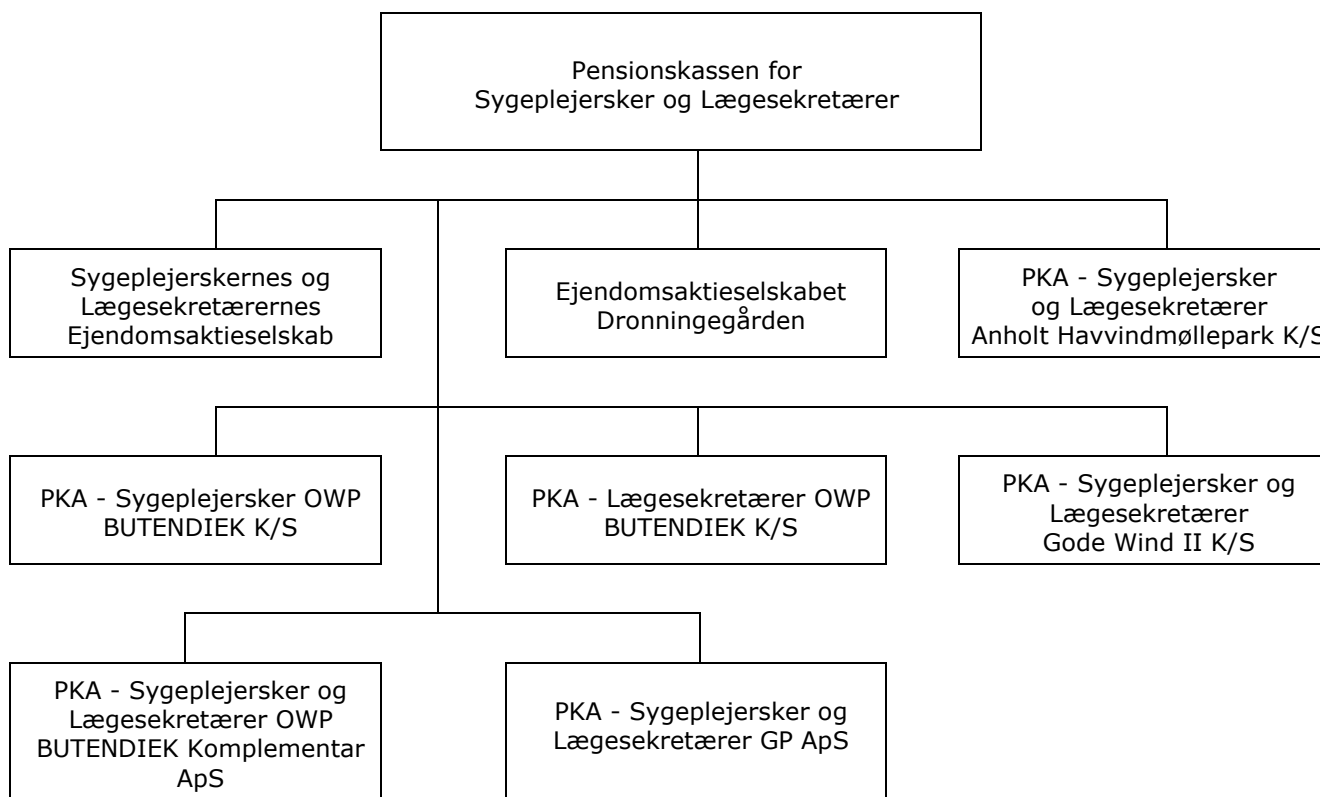 Pensionskassen for
Sygeplejersker og Lægesekretærer
Sygeplejerskernes og
Lægesekretærernes
Ejendomsaktieselskab
Ejendomsaktieselskabet
Dronningegården
PKA - Sygeplejersker
og Lægesekretærer
Anholt Havvindmøllepark K/S
PKA - Sygeplejersker OWP
BUTENDIEK K/S
PKA - Lægesekretærer OWP
BUTENDIEK K/S
PKA - Sygeplejersker og
Lægesekretærer
Gode Wind II K/S
PKA - Sygeplejersker og
Lægesekretærer OWP
BUTENDIEK Komplementar
ApS
PKA - Sygeplejersker og
Lægesekretærer GP ApS